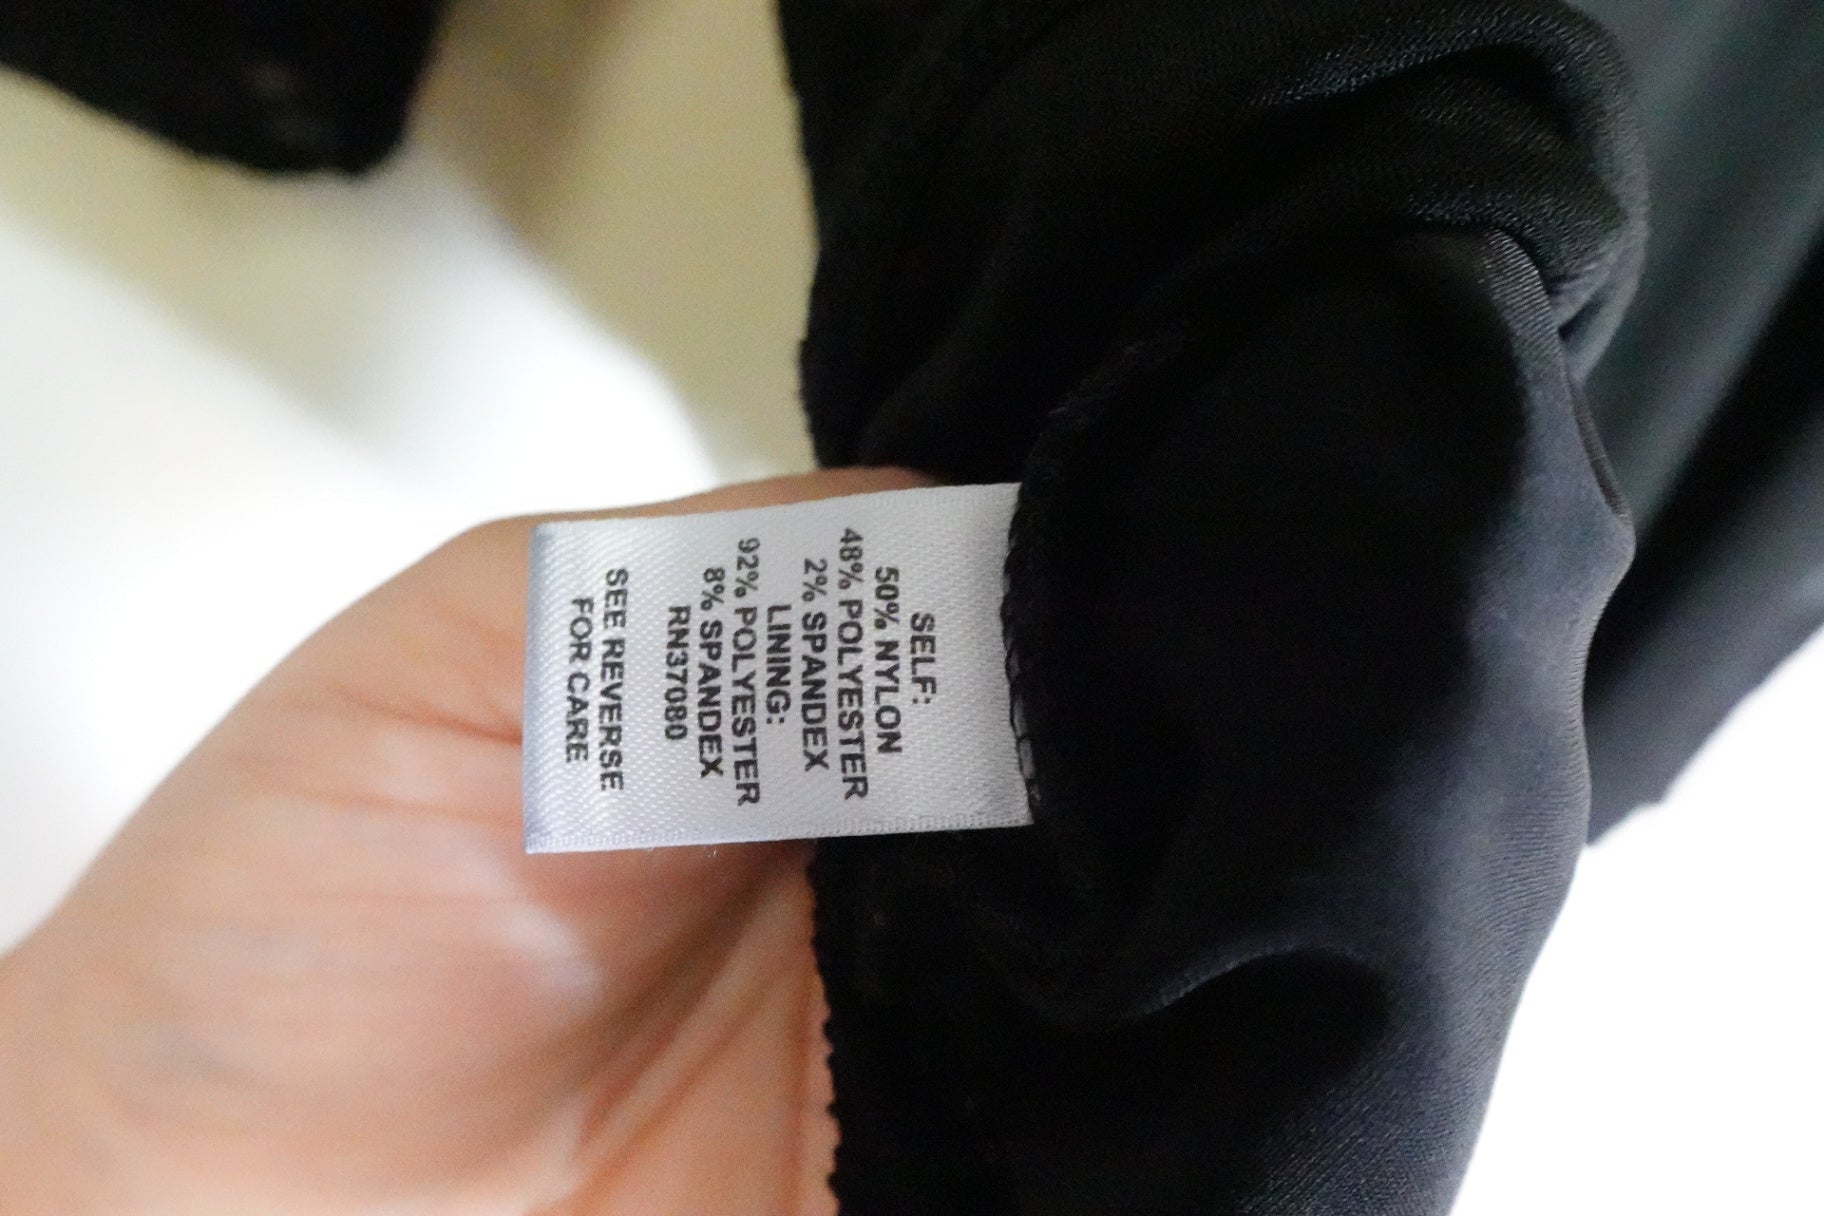 SELF:
50% NYLON
48% POLYESTER
2% SPANDEX
LINING:
92% POLYESTER
8% SPANDEX
RN37080
SEE REVERSE
FOR CARE